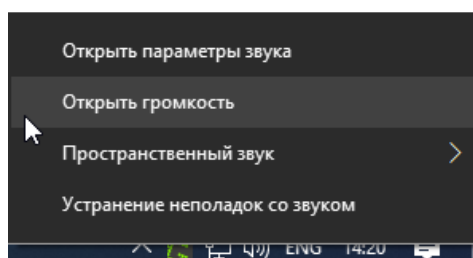 Открыть параметры звука
Открыть громкость
Пространственный звук
Устранение неполадок со звуком
ENG 14:20